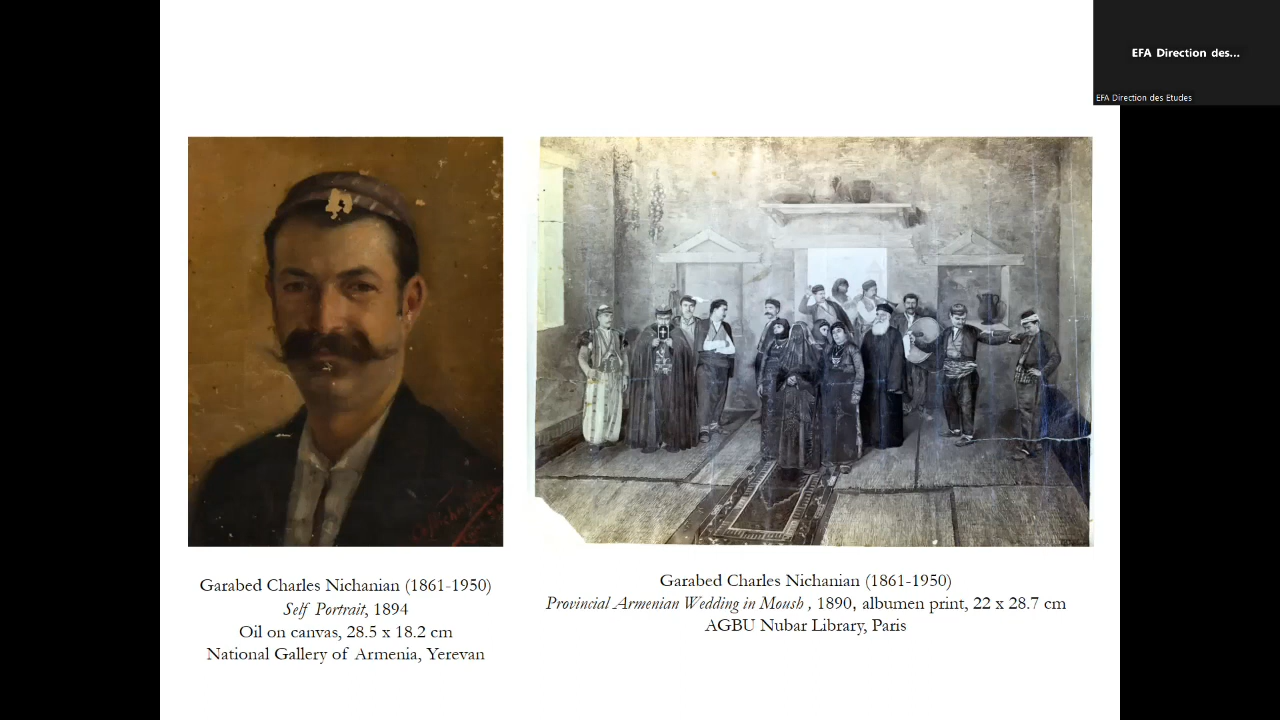 EFA Direction des...
EFA Direction des Etudes
Garabed Charles Nichanian (1861-1950)
Self Portrait, 1894
Oil on canvas, 28.5 x 18.2 cm
National Gallery of Armenia, Yerevan
Garabed Charles Nichanian (1861-1950)
Provincial Armenian Wedding in Moush , 1890, albumen print, 22 x 28.7 cm
AGBU Nubar Library, Paris